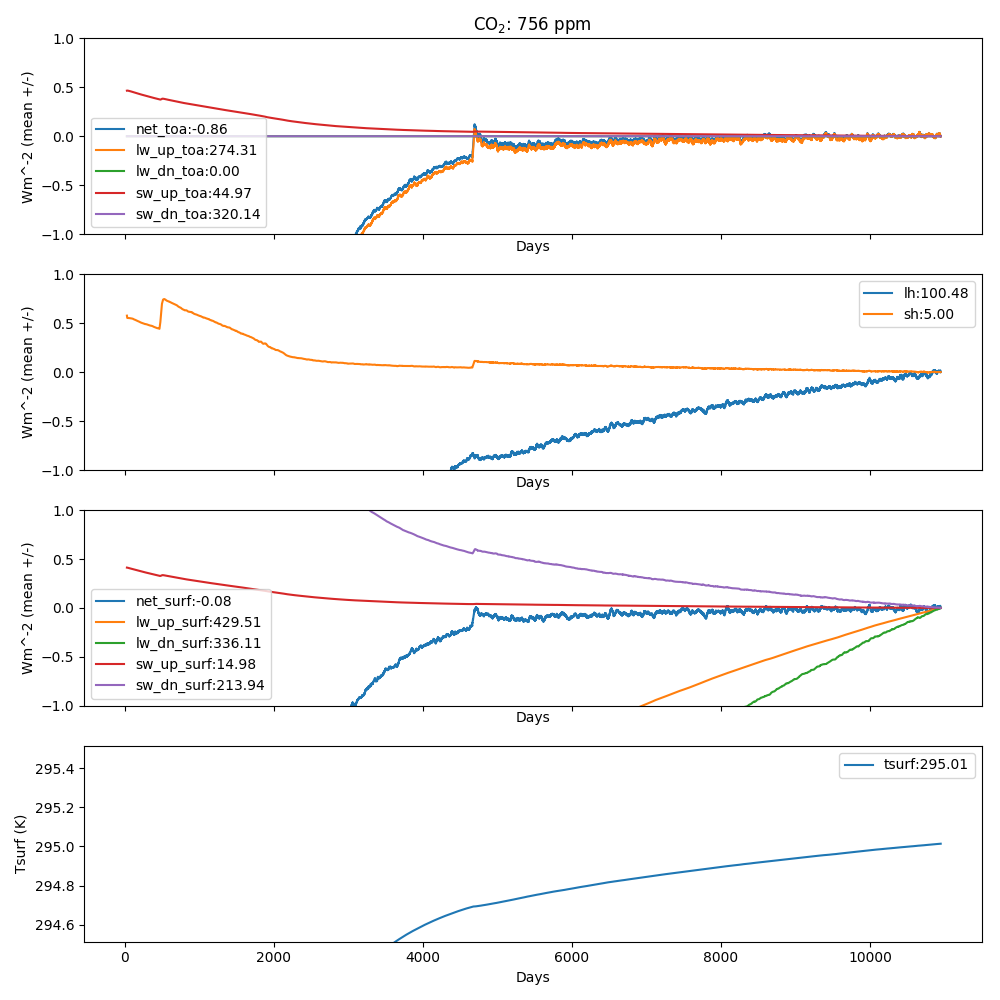 CO₂: 756 ppm
1.0
0.5
0.0
−0.5
−1.0
Wm^-2 (mean +/-)
net_toa:-0.86
lw_up_toa:274.31
lw_dn_toa:0.00
sw_up_toa:44.97
sw_dn_toa:320.14
Days
1.0
0.5
0.0
−0.5
−1.0
Wm^-2 (mean +/-)
lh:100.48
sh:5.00
Days
1.0
0.5
0.0
−0.5
−1.0
Wm^-2 (mean +/-)
net_surf:-0.08
lw_up_surf:429.51
lw_dn_surf:336.11
sw_up_surf:14.98
sw_dn_surf:213.94
Days
295.4
295.2
295.0
294.8
294.6
Tsurf (K)
tsurf:295.01
0 2000 4000 6000 8000 10000
Days